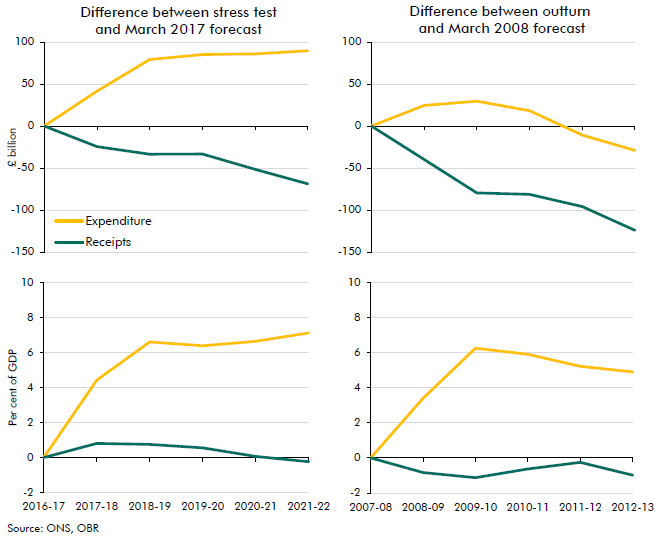 Difference between stress test
and March 2017 forecast
Difference between outturn
and March 2008 forecast
£ billion
100
50
0
-50
-100
-150
Expenditure
Receipts
100
50
0
-50
-100
-150
Per cent of GDP
10
8
6
4
2
0
-2
2016-17 2017-18 2018-19 2019-20 2020-21 2021-22
10
8
6
4
2
0
-2
2007-08 2008-09 2009-10 2010-11 2011-12 2012-13
Source: ONS, OBR